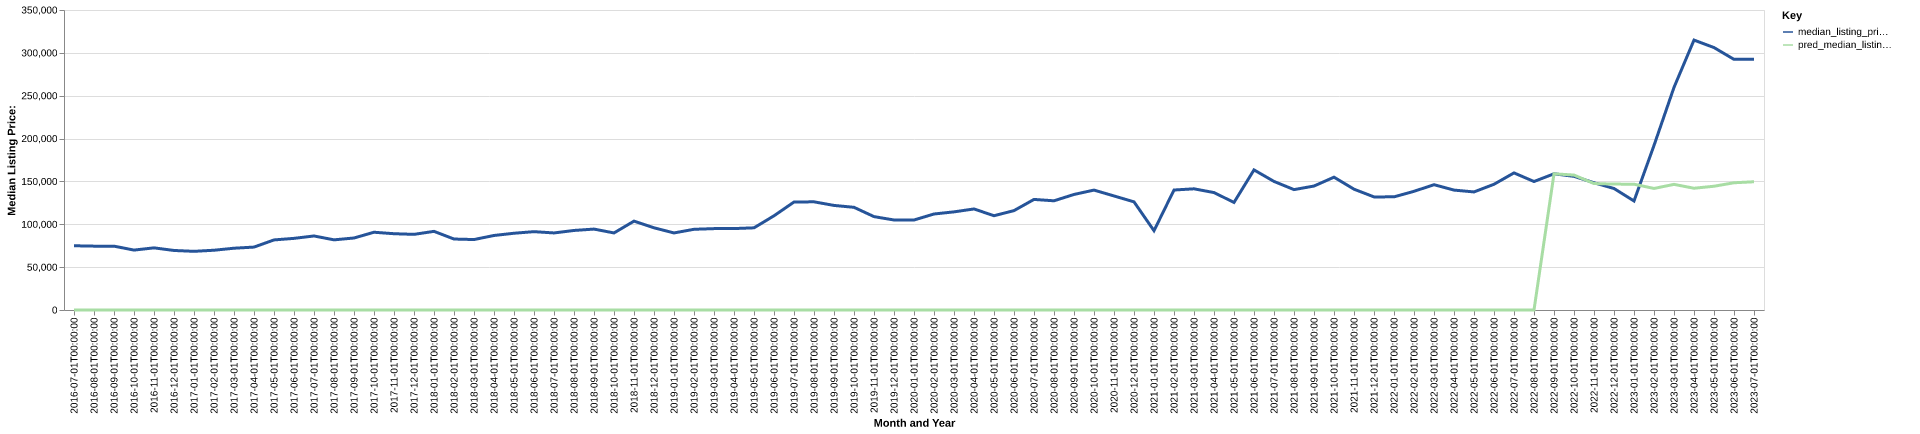 350,000
300,000
250,000
200,000
150,000
100,000
50,000
0
Median Listing Price:
2016-07-01T00:00:00
2016-08-01T00:00:00
2016-09-01T00:00:00
2016-10-01T00:00:00
2016-11-01T00:00:00
2016-12-01T00:00:00
2017-01-01T00:00:00
2017-02-01T00:00:00
2017-03-01T00:00:00
2017-04-01T00:00:00
2017-05-01T00:00:00
2017-06-01T00:00:00
2017-07-01T00:00:00
2017-08-01T00:00:00
2017-09-01T00:00:00
2017-10-01T00:00:00
2017-11-01T00:00:00
2017-12-01T00:00:00
2018-01-01T00:00:00
2018-02-01T00:00:00
2018-03-01T00:00:00
2018-04-01T00:00:00
2018-05-01T00:00:00
2018-06-01T00:00:00
2018-07-01T00:00:00
2018-08-01T00:00:00
2018-09-01T00:00:00
2018-10-01T00:00:00
2018-11-01T00:00:00
2018-12-01T00:00:00
2019-01-01T00:00:00
2019-02-01T00:00:00
2019-03-01T00:00:00
2019-04-01T00:00:00
2019-05-01T00:00:00
2019-06-01T00:00:00
2019-07-01T00:00:00
2019-08-01T00:00:00
2019-09-01T00:00:00
2019-10-01T00:00:00
2019-11-01T00:00:00
2019-12-01T00:00:00
2020-01-01T00:00:00
2020-02-01T00:00:00
2020-03-01T00:00:00
2020-04-01T00:00:00
2020-05-01T00:00:00
2020-06-01T00:00:00
2020-07-01T00:00:00
2020-08-01T00:00:00
2020-09-01T00:00:00
2020-10-01T00:00:00
2020-11-01T00:00:00
2020-12-01T00:00:00
2021-01-01T00:00:00
2021-02-01T00:00:00
2021-03-01T00:00:00
2021-04-01T00:00:00
2021-05-01T00:00:00
2021-06-01T00:00:00
2021-07-01T00:00:00
2021-08-01T00:00:00
2021-09-01T00:00:00
2021-10-01T00:00:00
2021-11-01T00:00:00
2021-12-01T00:00:00
2022-01-01T00:00:00
2022-02-01T00:00:00
2022-03-01T00:00:00
2022-04-01T00:00:00
2022-05-01T00:00:00
2022-06-01T00:00:00
2022-07-01T00:00:00
2022-08-01T00:00:00
2022-09-01T00:00:00
2022-10-01T00:00:00
2022-11-01T00:00:00
2022-12-01T00:00:00
2023-01-01T00:00:00
2023-02-01T00:00:00
2023-03-01T00:00:00
2023-04-01T00:00:00
2023-05-01T00:00:00
2023-06-01T00:00:00
2023-07-01T00:00:00
Month and Year
Key
median_listing_pri…
pred_median_listin…